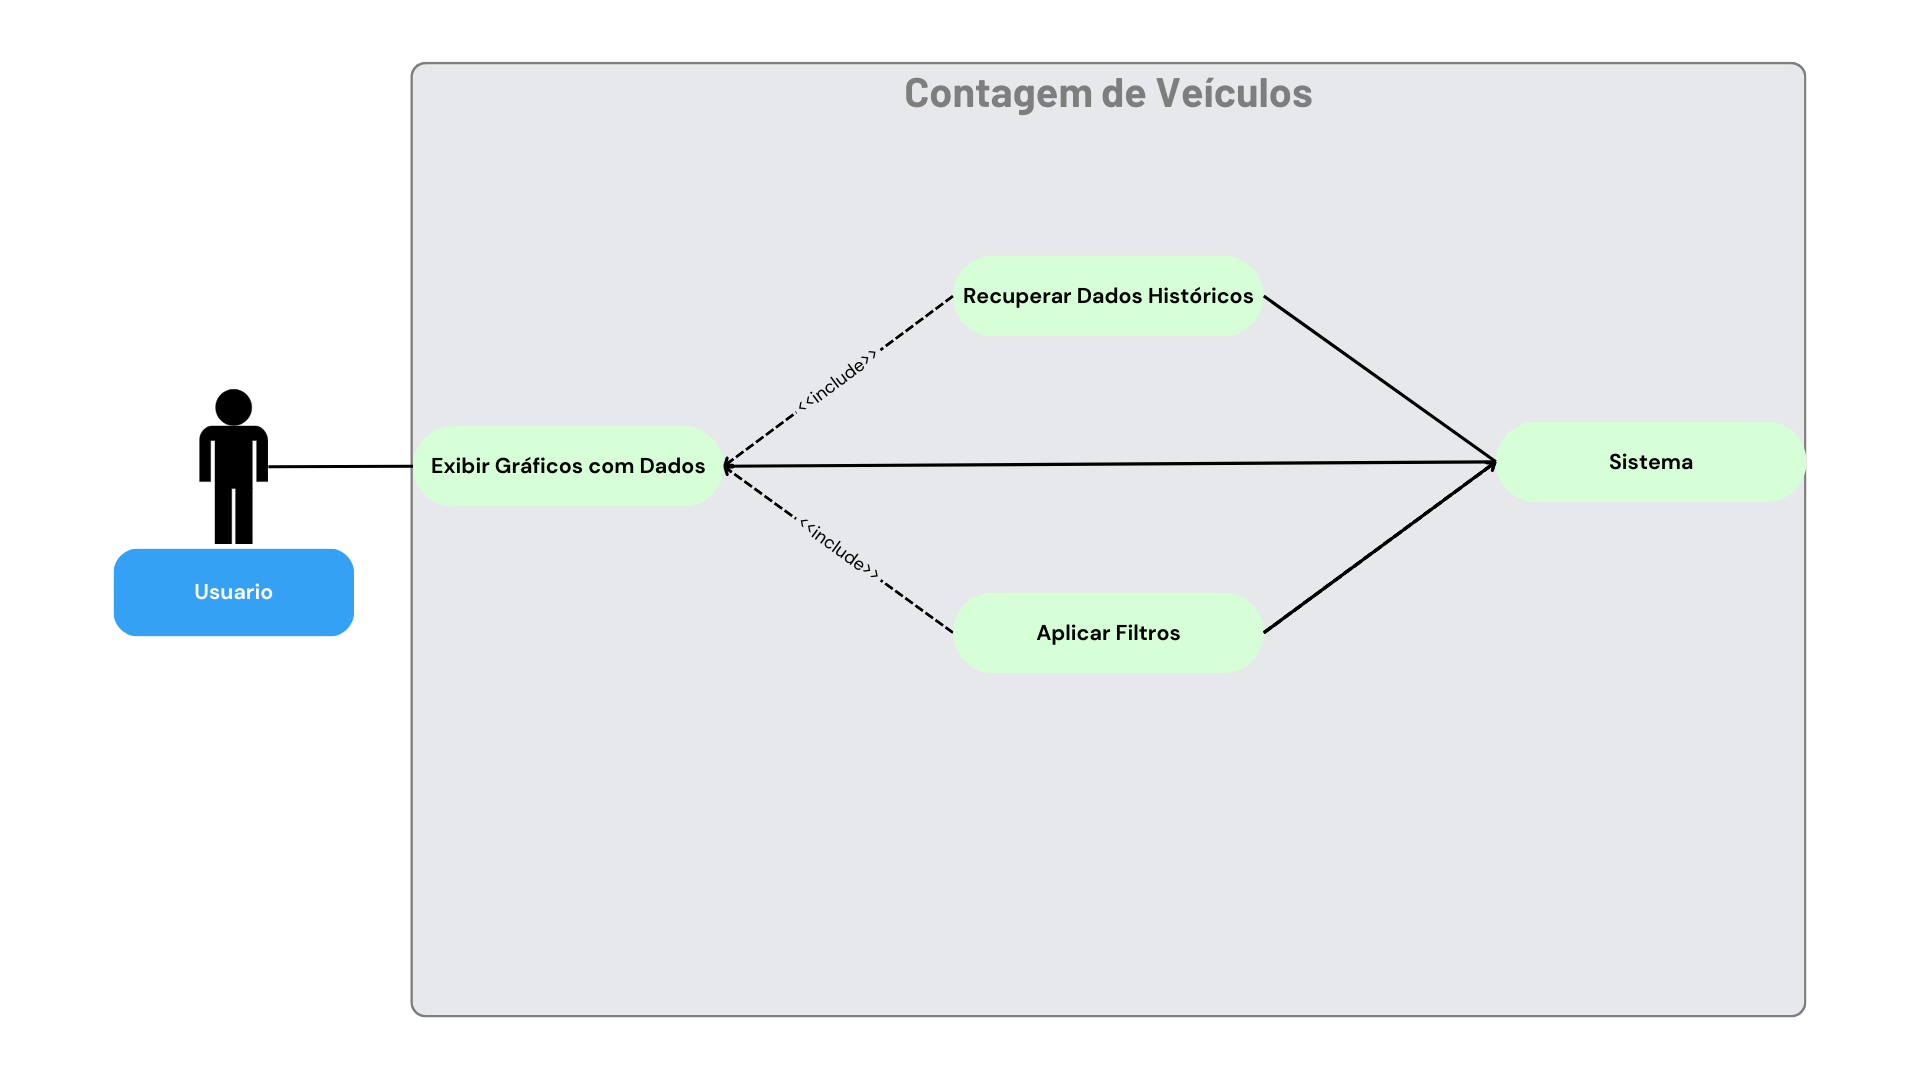 Contagem de Veículos
Recuperar Dados Históricos
<<include>>
Exibir Gráficos com Dados
Sistema
<<include>>
Usuario
Aplicar Filtros